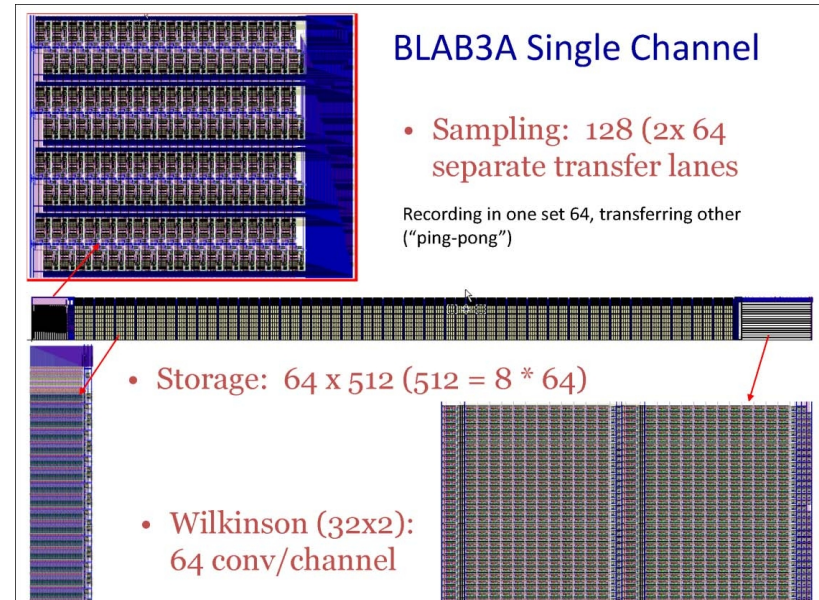 BLAB3A Single Channel
• Sampling: 128 (2x 64
separate transfer lanes
Recording in one set 64, transferring other
("ping-pong")
• Storage: 64 x 512 (512 = 8 * 64)
• Wilkinson (32x2):
64 conv/channel